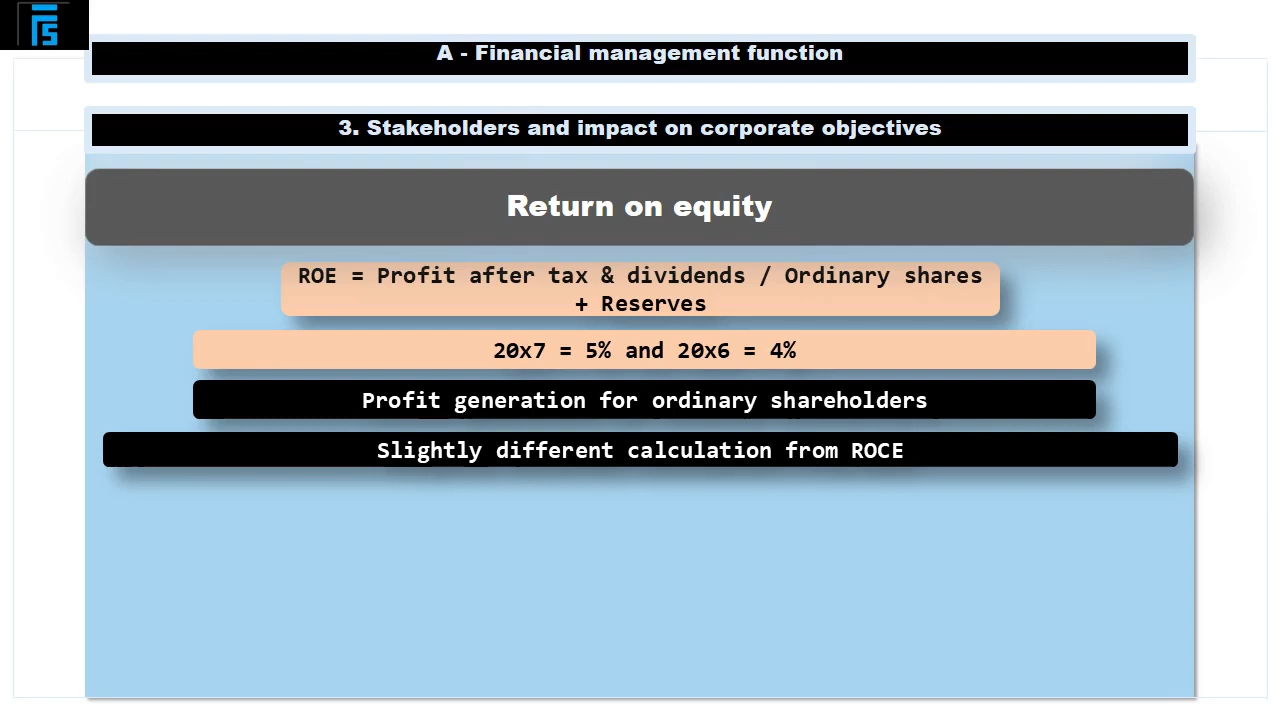 A - Financial management function
3. Stakeholders and impact on corporate objectives
Return on equity
ROE = Profit after tax & dividends / Ordinary shares
+ Reserves
20x7 = 5% and 20x6 = 4%
Profit generation for ordinary shareholders
Slightly different calculation from ROCE